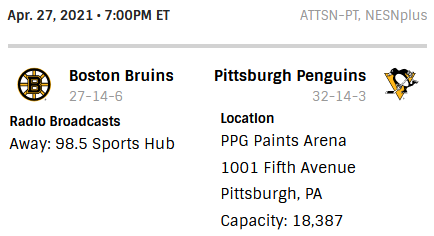 Apr. 27, 2021 • 7:00PM ET
ATTSN-PT, NESNplus
Boston Bruins
27-14-6
Pittsburgh Penguins
32-14-3
Radio Broadcasts
Away: 98.5 Sports Hub
Location
PPG Paints Arena
1001 Fifth Avenue
Pittsburgh, PA
Capacity: 18,387